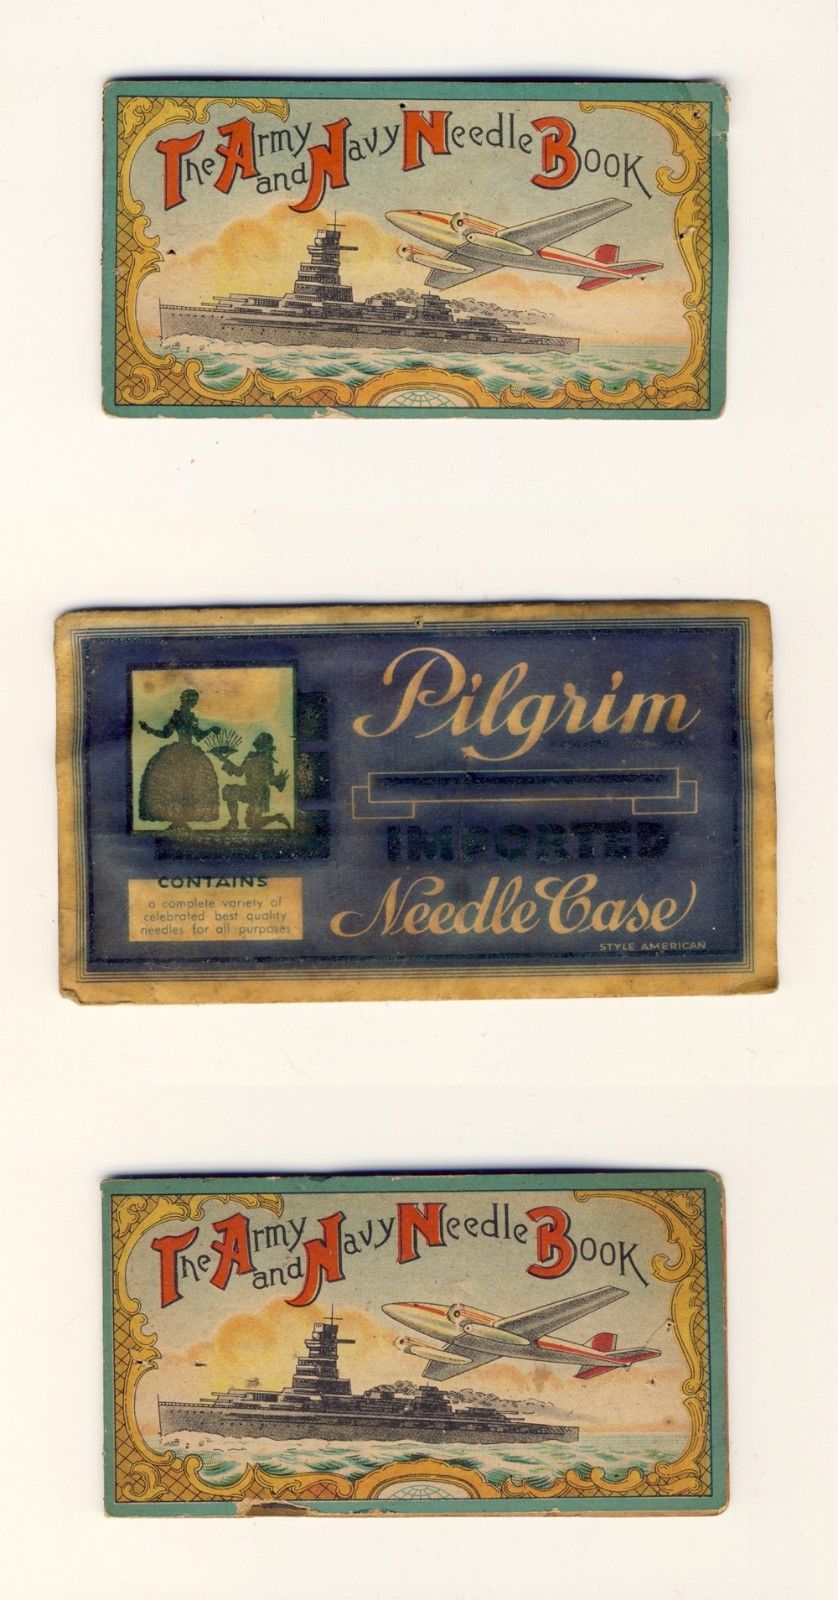 The Army and Navy Needle Book
Pilgrim
IMPORTED
Needle Case
STYLE AMERICAN
CONTAINS
a complete variety of
celebrated best quality
needles for all purposes
The Army and Navy Needle Book